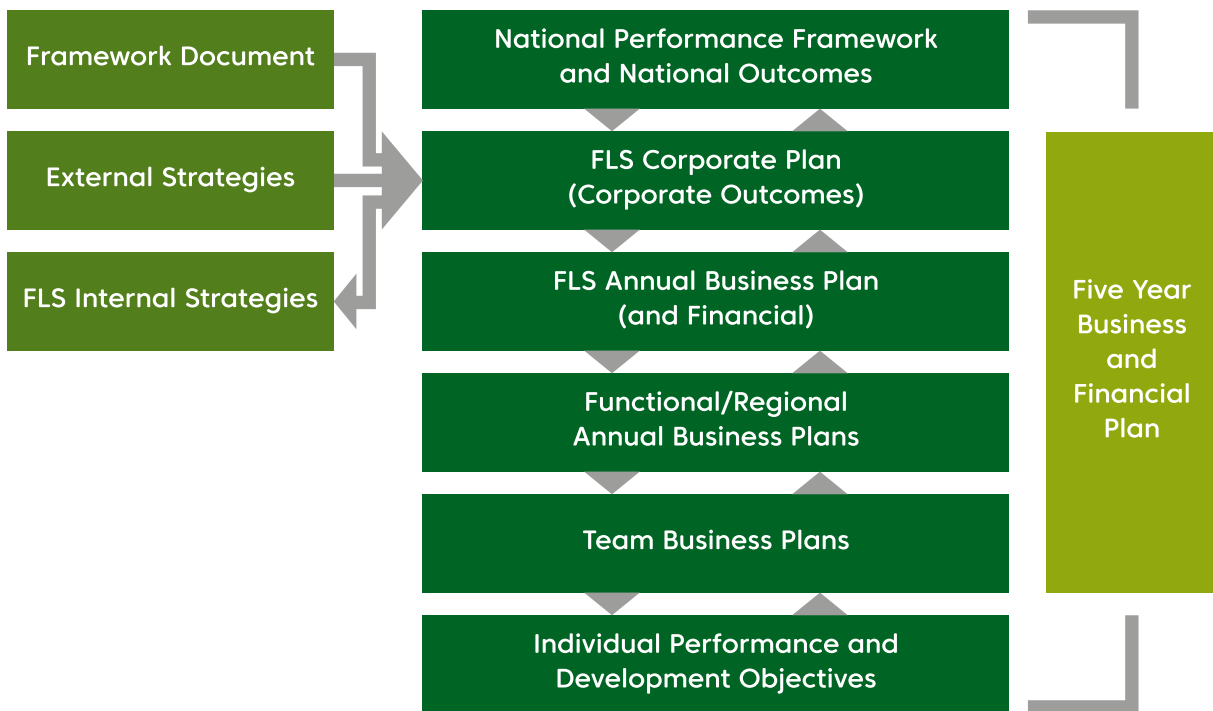 Framework Document
External Strategies
FLS Internal Strategies
National Performance Framework
and National Outcomes
FLS Corporate Plan
(Corporate Outcomes)
FLS Annual Business Plan
(and Financial)
Functional/Regional
Annual Business Plans
Team Business Plans
Individual Performance and
Development Objectives
Five Year
Business
and
Financial
Plan